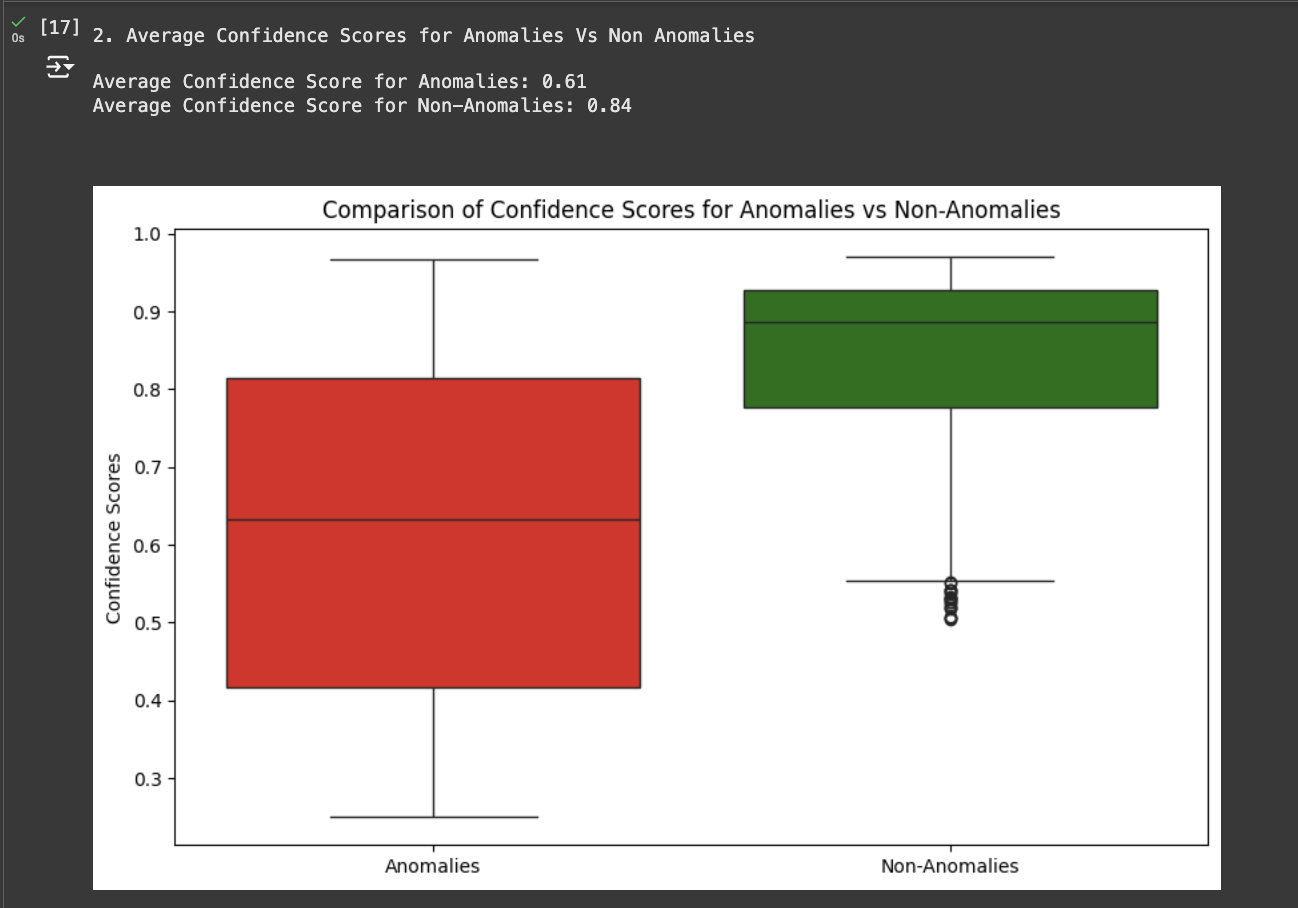 [17]
0s
2. Average Confidence Scores for Anomalies Vs Non Anomalies
Average Confidence Score for Anomalies: 0.61
Average Confidence Score for Non-Anomalies: 0.84
Comparison of Confidence Scores for Anomalies vs Non-Anomalies
Confidence Scores
1.0
0.9
0.8
0.7
0.6
0.5
0.4
0.3
Anomalies
Non-Anomalies